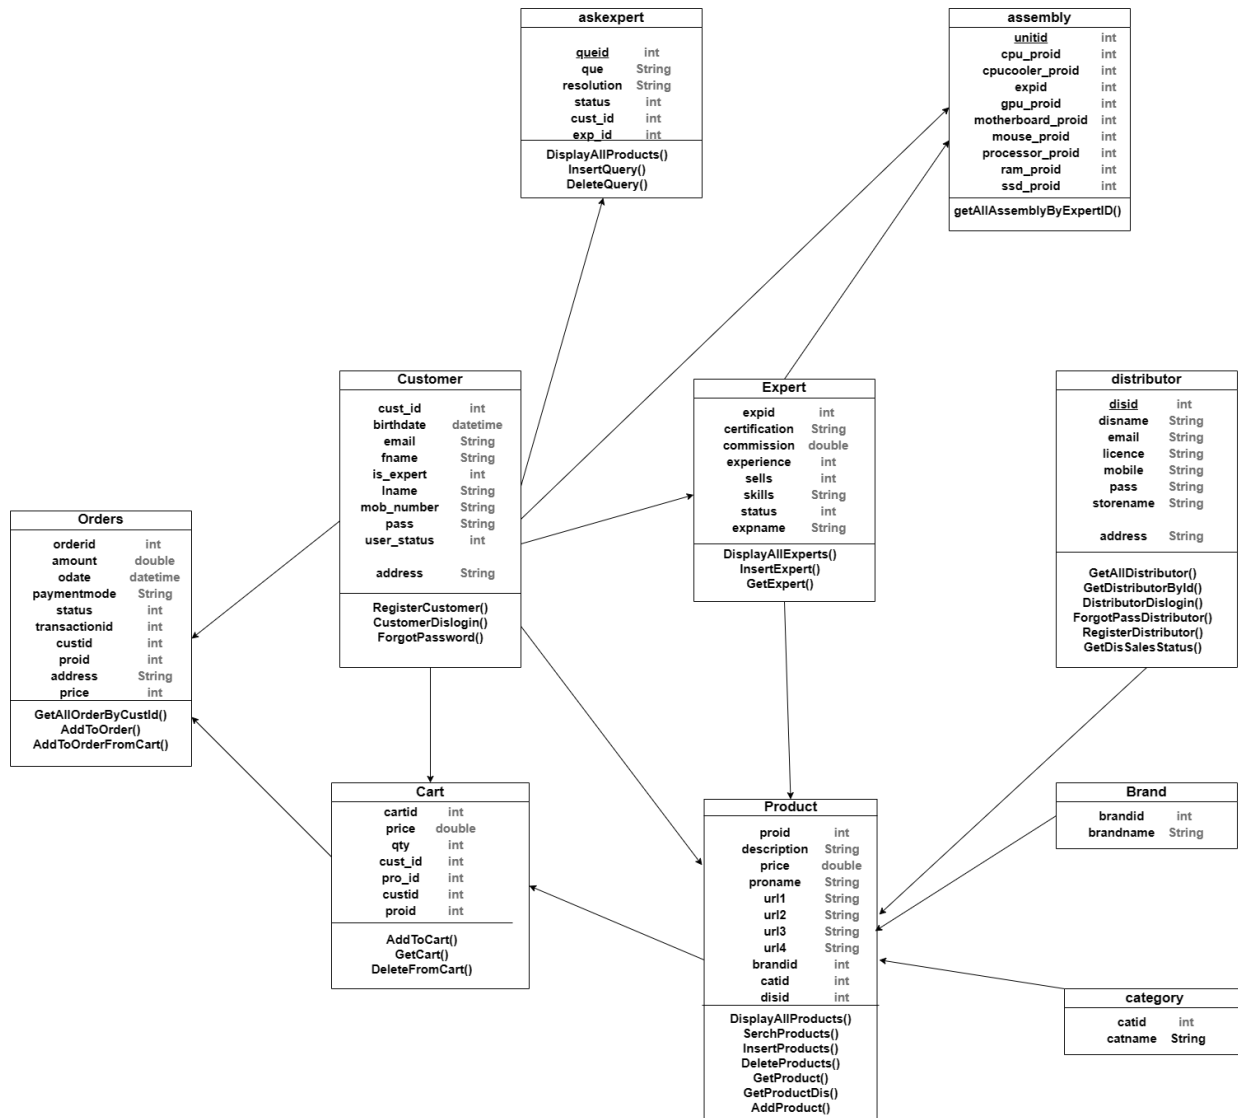 askexpert
queid int
que String
resolution String
status int
cust_id int
exp_id int
DisplayAllProducts()
InsertQuery()
DeleteQuery()
assembly
unitid int
cpu_proid int
cpucooler_proid int
expid int
gpu_proid int
motherboard_proid int
mouse_proid int
processor_proid int
ram_proid int
ssd_proid int
getAllAssemblyByExpertID()
Customer
cust_id int
birthdate datetime
email String
fname String
is_expert int
lname String
mob_number String
pass String
user_status int
address String
RegisterCustomer()
CustomerDislogin()
ForgotPassword()
Expert
expid int
certification String
commission double
experience int
sells int
skills String
status int
expname String
DisplayAllExperts()
InsertExpert()
GetExpert()
distributor
disid int
disname String
email String
licence String
mobile String
pass String
storename String
address String
GetAllDistributor()
GetDistributorById()
DistributorDislogin()
ForgotPassDistributor()
RegisterDistributor()
GetDisSalesStatus()
Orders
orderid int
amount double
odate datetime
paymentmode String
status int
transactionid int
custid int
proid int
address String
price int
GetAllOrderByCustId()
AddToOrder()
AddToOrderFromCart()
Cart
cartid int
price double
qty int
cust_id int
pro_id int
custid int
proid int
AddToCart()
GetCart()
DeleteFromCart()
Product
proid int
description String
price double
proname String
url1 String
url2 String
url3 String
url4 String
brandid int
catid int
disid int
DisplayAllProducts()
SerchProducts()
InsertProducts()
DeleteProducts()
GetProduct()
GetProductDis()
AddProduct()
Brand
brandid int
brandname String
category
catid int
catname String